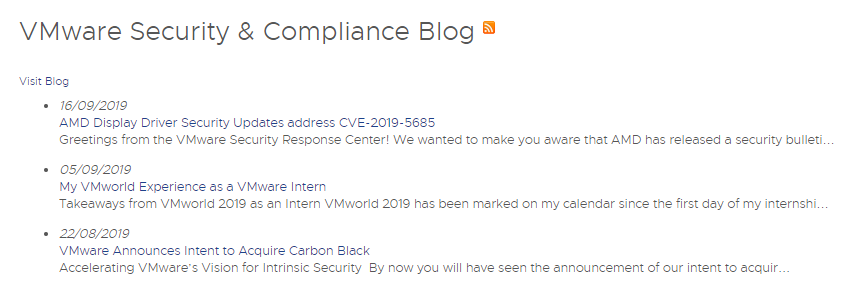 VMware Security & Compliance Blog
Visit Blog
16/09/2019
AMD Display Driver Security Updates address CVE-2019-5685
Greetings from the VMware Security Response Center! We wanted to make you aware that AMD has released a security bulleti...
05/09/2019
My VMworld Experience as a VMware Intern
Takeaways from VMworld 2019 as an Intern VMworld 2019 has been marked on my calendar since the first day of my internshi...
22/08/2019
VMware Announces Intent to Acquire Carbon Black
Accelerating VMware's Vision for Intrinsic Security  By now you will have seen the announcement of our intent to acquir...